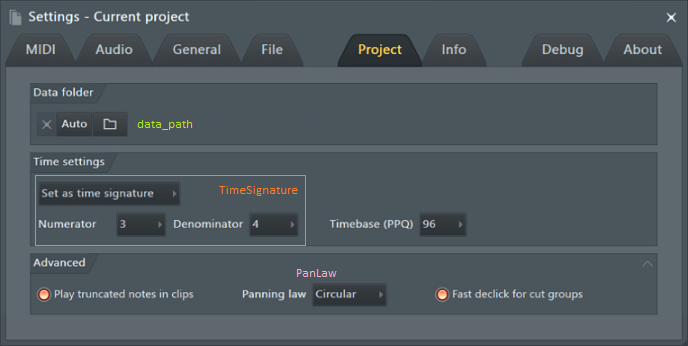 Settings - Current project
MIDI Audio General File Project Info Debug About
Data folder
Auto data_path
Time settings
Set as time signature TimeSignature
Numerator 3 Denominator 4 Timebase (PPQ) 96
Advanced
PanLaw
Play truncated notes in clips Panning law Circular Fast declick for cut groups